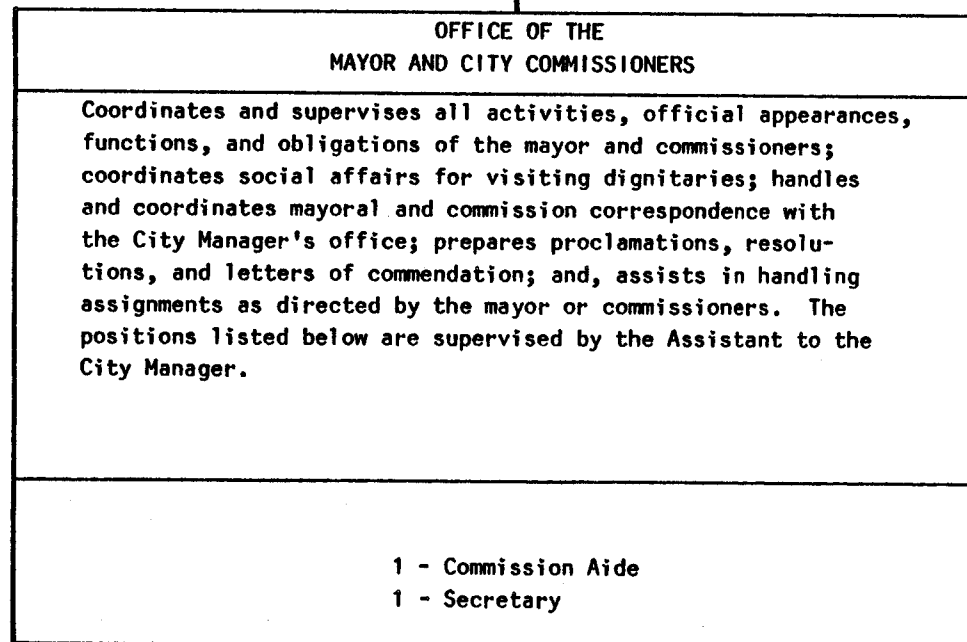 OFFICE OF THE
MAYOR AND CITY COMMISSIONERS
Coordinates and supervises all activities, official appearances,
functions, and obligations of the mayor and commissioners;
coordinates social affairs for visiting dignitaries; handles
and coordinates mayoral and commission correspondence with
the City Manager's office; prepares proclamations, resolu-
tions, and letters of commendation; and, assists in handling
assignments as directed by the mayor or commissioners. The
positions listed below are supervised by the Assistant to the
City Manager.
1 - Commission Aide
1 - Secretary